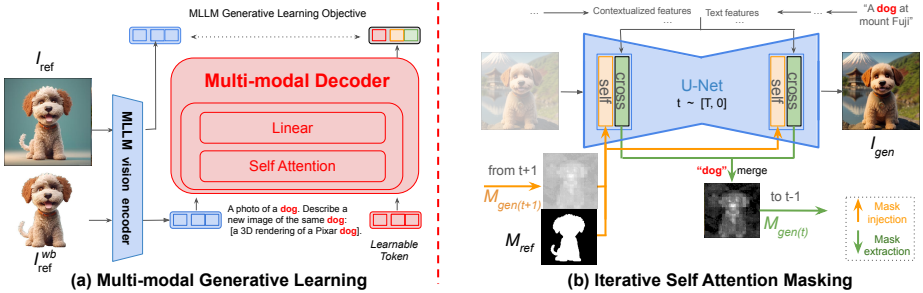 MLLM Generative Learning Objective
I_ref
Multi-modal Decoder
Linear
Self Attention
MLLM vision encoder
I_ref^wb
A photo of a dog. Describe a
new image of the same dog:
[a 3D rendering of a Pixar dog].
Learnable
Token
(a) Multi-modal Generative Learning
... Contextualized features Text features ... ...
... ...
“A dog at
mount Fuji”
self
cross
U-Net
t ~ [T, 0]
self
cross
I_gen
from t+1
M_gen(t+1)
M_ref
“dog” merge
to t-1
M_gen(t)
Mask
injection
Mask
extraction
(b) Iterative Self Attention Masking